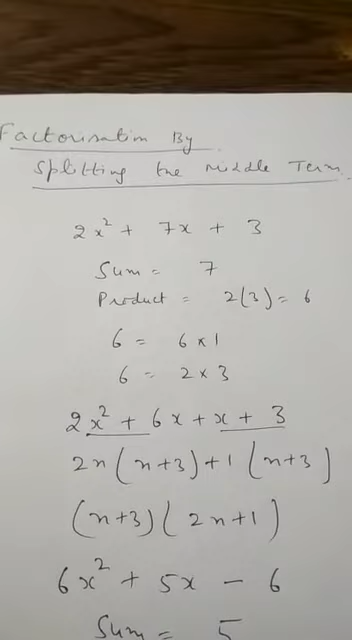 Factorisation By
Splitting the Middle Term.
2x² + 7x + 3
Sum = 7
Product = 2(3) = 6
6 = 6 x 1
6 = 2 x 3
2x² + 6x + x + 3
2x(x+3)+1(x+3)
(x+3)(2x+1)
6x² + 5x - 6
Sum = 5